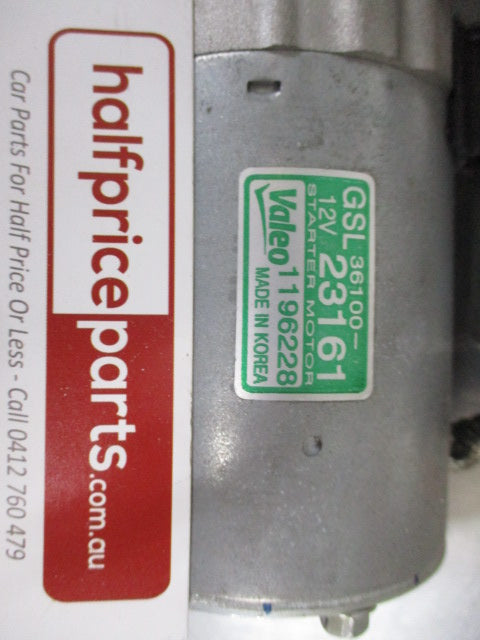 halfpriceparts.com.au
Car Parts For Half Price Or Less - Call 0412 760 479
GSL 36100-
12V 23161
STARTER MOTOR
Valeo 1196228
MADE IN KOREA